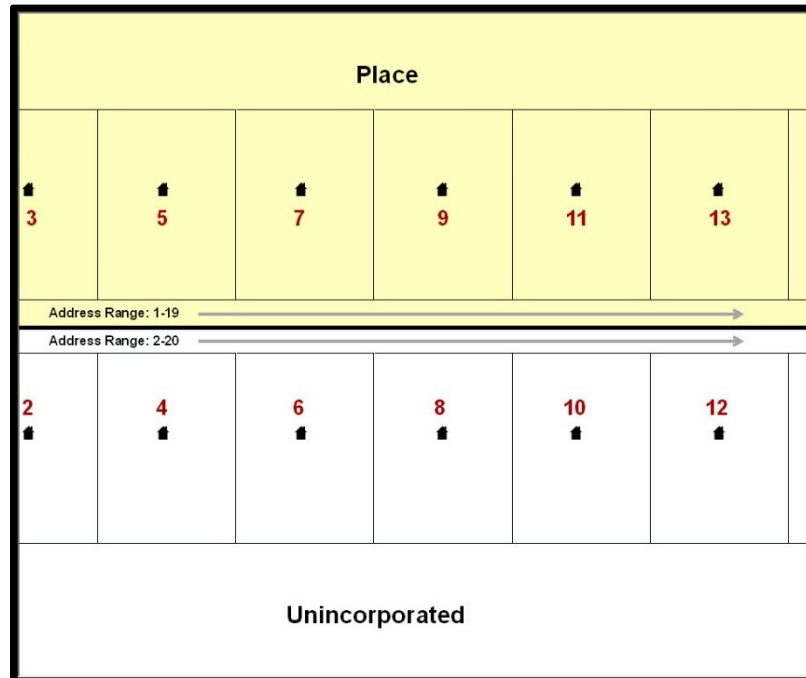 Place
3 5 7 9 11 13
Address Range: 1-19
Address Range: 2-20
2 4 6 8 10 12
Unincorporated